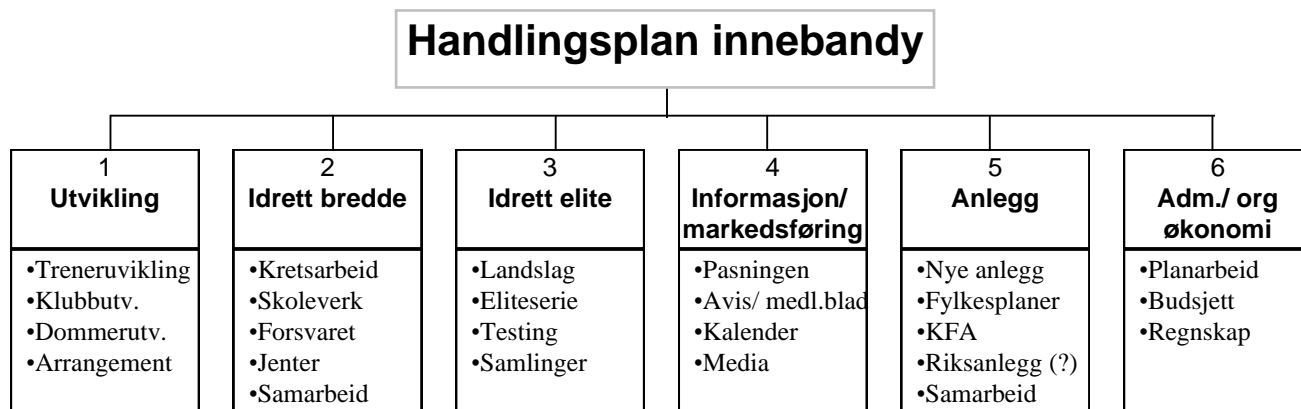 Handlingsplan innebandy
1
Utvikling
•Treneruvikling
•Klubbutv.
•Dommerutv.
•Arrangement
2
Idrett bredde
•Kretsarbeid
•Skoleverk
•Forsvaret
•Jenter
•Samarbeid
3
Idrett elite
•Landslag
•Eliteserie
•Testing
•Samlinger
4
Informasjon/
markedsføring
•Pasningen
•Avis/ medl.blad
•Kalender
•Media
5
Anlegg
•Nye anlegg
•Fylkesplaner
•KFA
•Riksanlegg (?)
•Samarbeid
6
Adm./ org
økonomi
•Planarbeid
•Budsjett
•Regnskap